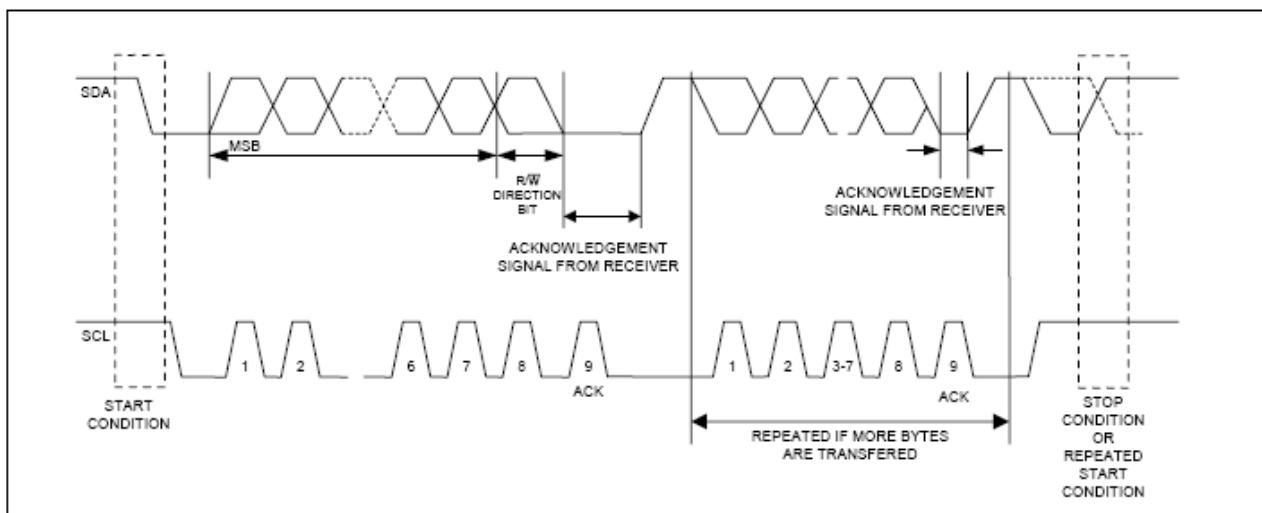 SDA
MSB
R/W
DIRECTION
BIT
ACKNOWLEDGEMENT
SIGNAL FROM RECEIVER
ACKNOWLEDGEMENT
SIGNAL FROM RECEIVER
SCL
1 2 6 7 8 9 1 2 3-7 8 9
ACK ACK
START
CONDITION
REPEATED IF MORE BYTES
ARE TRANSFERED
STOP
CONDITION
OR
REPEATED
START
CONDITION